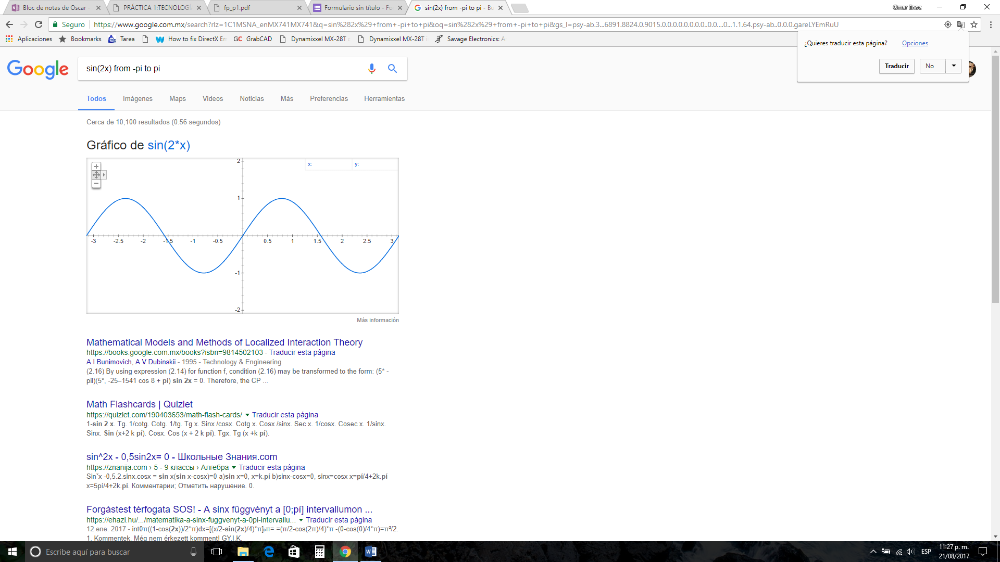 Bloc de notas de Oscar -
PRÁCTICA 1:TECNOLOGÍ
fp_p1.pdf
Formulario sin título - Fo
sin(2x) from -pi to pi - Bu
Omar Enoc
Seguro
https://www.google.com.mx/search?rlz=1C1MSNA_enMX741MX741&q=sin%282x%29+from+-pi+to+pi&oq=sin%282x%29+from+-pi+to+pi&gs_l=psy-ab.3...6891.8824.0.9015.0.0.0.0.0.0.0.0..0.0....0...1.1.64.psy-ab..0.0.0.gareLYEmRuU
Aplicaciones
Bookmarks
Tarea
How to fix DirectX Err
GC GrabCAD
Dynamixxel MX-28T
Dynamixxel MX-28T
Savage Electronics: A
¿Quieres traducir esta página?
Opciones
Traducir
No
Google
sin(2x) from -pi to pi
Todos
Imágenes
Maps
Videos
Noticias
Más
Preferencias
Herramientas
Cerca de 10,100 resultados (0.56 segundos)
Gráfico de sin(2*x)
x:
y:
2
1
-3 -2.5 -2 -1.5 -1 -0.5 0.5 1 1.5 2 2.5 3
-1
-2
Más información
Mathematical Models and Methods of Localized Interaction Theory
https://books.google.com.mx/books?isbn=9814502103 - Traducir esta página
A I Bunimovich, A V Dubinskii - 1995 - Technology & Engineering
(2.16) By using expression (2.14) for function f, condition (2.16) may be transformed to the form: (5* -
pil)(5°, -25–1541 cos 8 + pí) sin 2x = 0. Therefore, the CP ...
Math Flashcards | Quizlet
https://quizlet.com/190403653/math-flash-cards/ Traducir esta página
1-sin 2 x. Tg. 1/cotg. Cotg. 1/tg. Tg x. Sinx /cosx. Cotg x. Cosx /sinx. Sec x. 1/cosx. Cosec x. 1/sinx.
Sinx. Sin (x+2 k pí). Cosx. Cos (x + 2 k pí). Tgx. Tg (x +k pí).
sin^2x - 0,5sin2x= 0 - Школьные Знания.com
https://znanija.com › 5 - 9 классы › Алгебра Traducir esta página
Sinˇx -0,5.2.sinx.cosx = sin x(sin x-cosx)=0 a)sin x=0, x=k.pí b)sinx-cosx=0, sinx=cosx x=pí/4+2k.pí
x=5pí/4+2k.pí. Комментарии; Отметить нарушение. 0.
Forgástest térfogata SOS! - A sinx függvényt a [0;pí] intervallumon ...
https://ehazi.hu/.../matematika-a-sinx-fuggvenyt-a-0pi-intervallu... Traducir esta página
12 ene. 2017 - int0π((1-cos(2x))/2*π)dx=[(x/2-sin(2x)/4)*π]₀π= =(π/2-cos(2π)/4)*π -(0-cos(0)/4*π)=π²/2.
1. Kommentek. Még nem érkezett komment! GY.I.K.
Escribe aquí para buscar
ESP
11:27 p. m.
21/08/2017